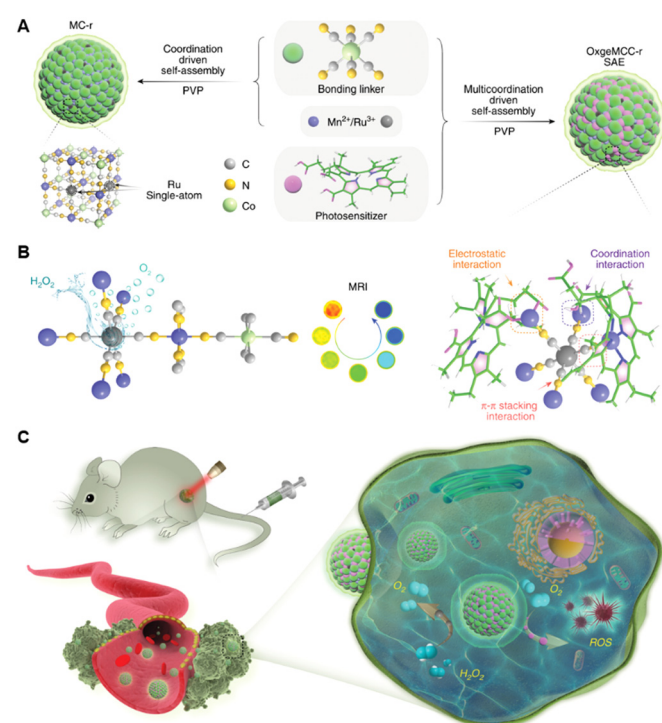 A
MC-r
Coordination
driven
self-assembly
PVP
Bonding linker
Mn²⁺/Ru³⁺
Photosensitizer
Multicoordination
driven
self-assembly
PVP
OxgeMCC-r
SAE
Ru
Single-atom
C
N
Co
B
H₂O₂
O₂
MRI
Electrostatic
interaction
Coordination
interaction
π-π stacking
interaction
C
O₂
O₂
ROS
H₂O₂